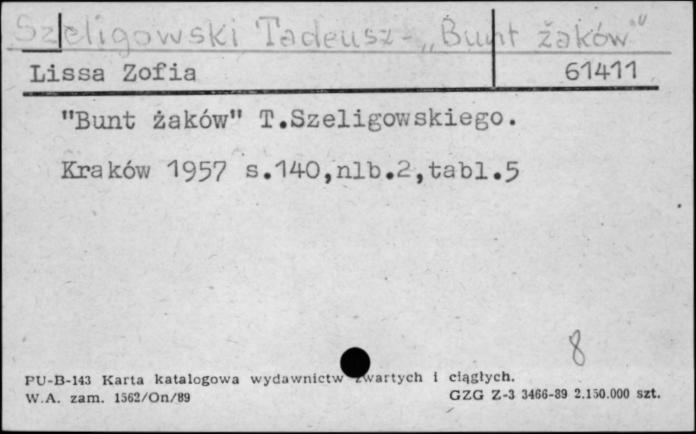 Szeligowski Tadeusz - „Bunt żaków"
Lissa Zofia 61411
"Bunt żaków" T.Szeligowskiego.
Kraków 1957 s.140,nlb.2,tabl.5
8
PU-B-143 Karta katalogowa wydawnictw zwartych i ciągłych.
W.A. zam. 1562/On/89 GZG Z-3 3466-89 2.150.000 szt.